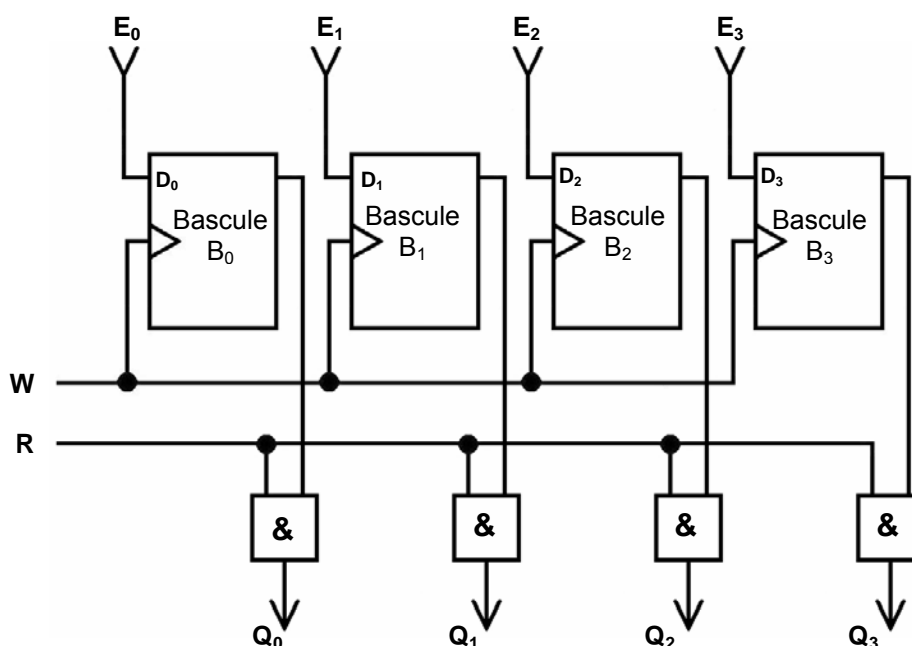 E₀ E₁ E₂ E₃
D₀ D₁ D₂ D₃
Bascule Bascule Bascule Bascule
B₀ B₁ B₂ B₃
W
R
& & & &
Q₀ Q₁ Q₂ Q₃